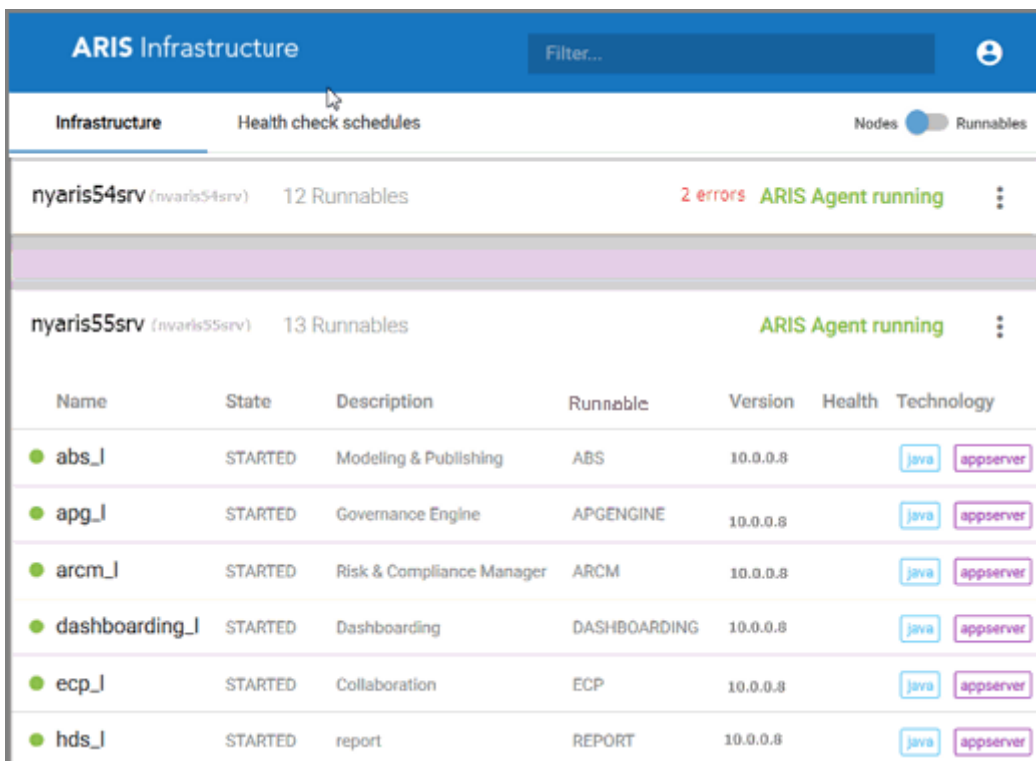 ARIS Infrastructure Filter...
Infrastructure Health check schedules Nodes Runnables
nyaris54srv (nyaris54srv) 12 Runnables 2 errors ARIS Agent running
nyaris55srv (nyaris55srv) 13 Runnables ARIS Agent running
Name State Description Runnable Version Health Technology
abs_l STARTED Modeling & Publishing ABS 10.0.0.8 java appserver
apg_l STARTED Governance Engine APGENGINE 10.0.0.8 java appserver
arcm_l STARTED Risk & Compliance Manager ARCM 10.0.0.8 java appserver
dashboarding_l STARTED Dashboarding DASHBOARDING 10.0.0.8 java appserver
ecp_l STARTED Collaboration ECP 10.0.0.8 java appserver
hds_l STARTED report REPORT 10.0.0.8 java appserver